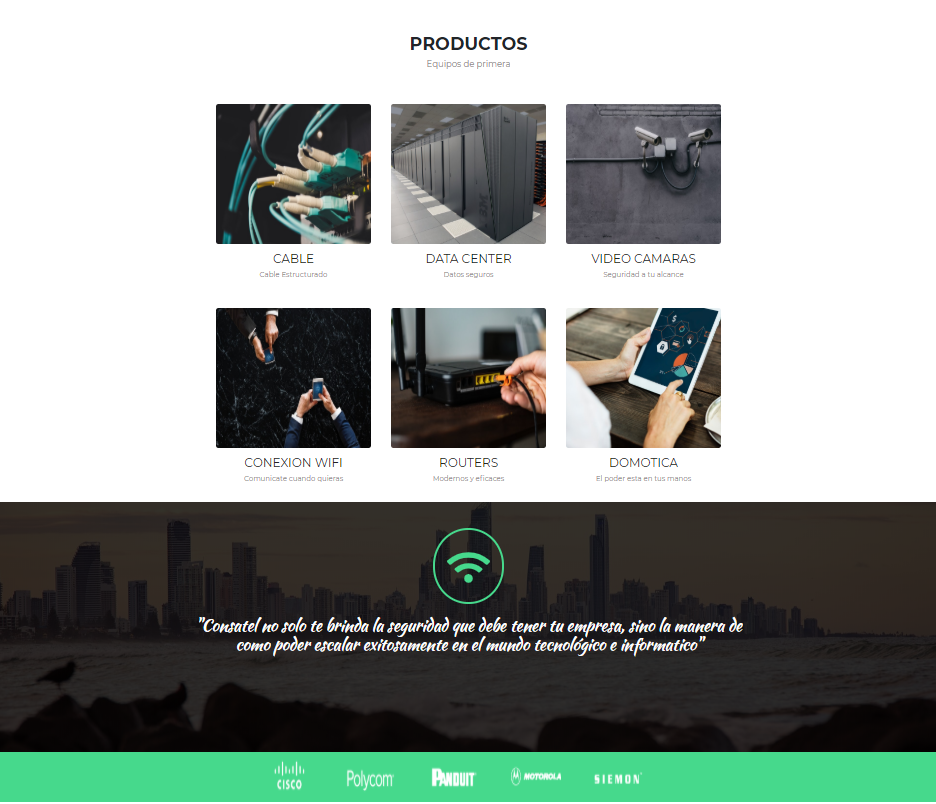 PRODUCTOS
Equipos de primera
CABLE
Cable Estructurado
DATA CENTER
Datos seguros
VIDEO CAMARAS
Seguridad a tu alcance
CONEXION WIFI
Comunicate cuando quieras
ROUTERS
Modernos y eficaces
DOMOTICA
El poder esta en tus manos
"Consatel no solo te brinda la seguridad que debe tener tu empresa, sino la manera de
como poder escalar exitosamente en el mundo tecnológico e informatico"
CISCO
Polycom
PANDUIT
MOTOROLA
SIEMON